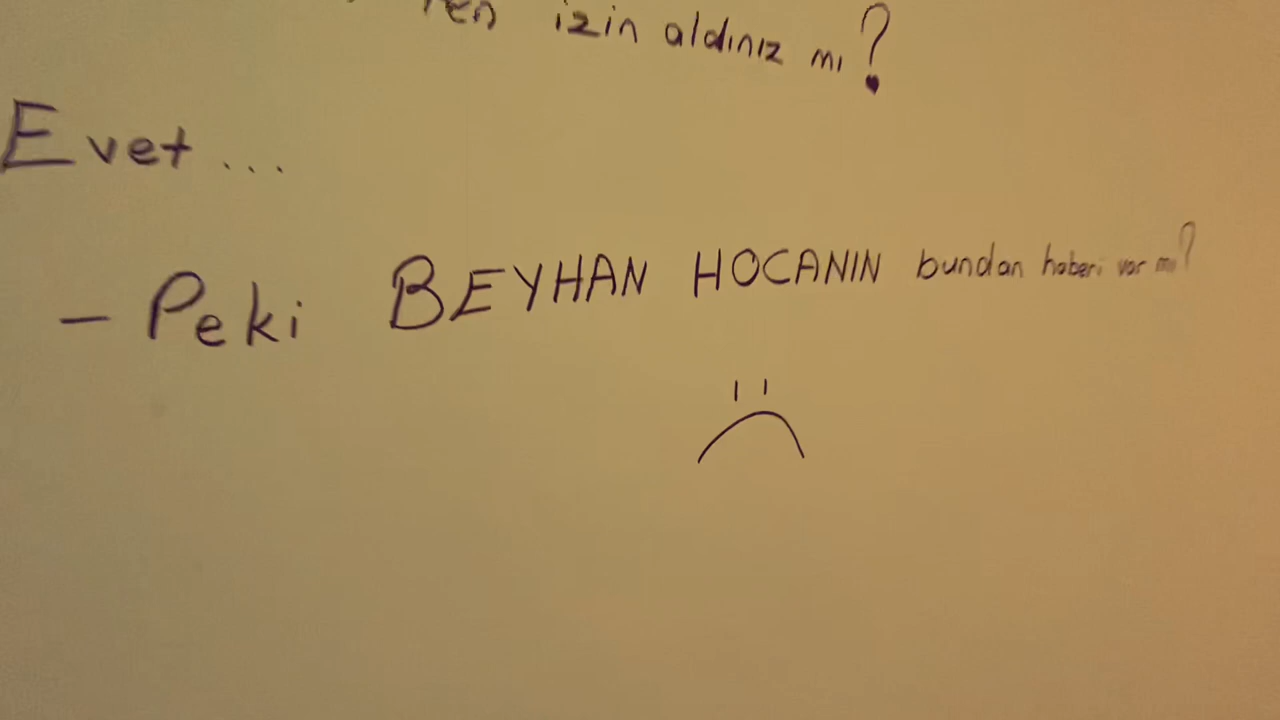 izin aldınız mı?
Evet...
- Peki BEYHAN HOCANIN bundan haberi var mı?